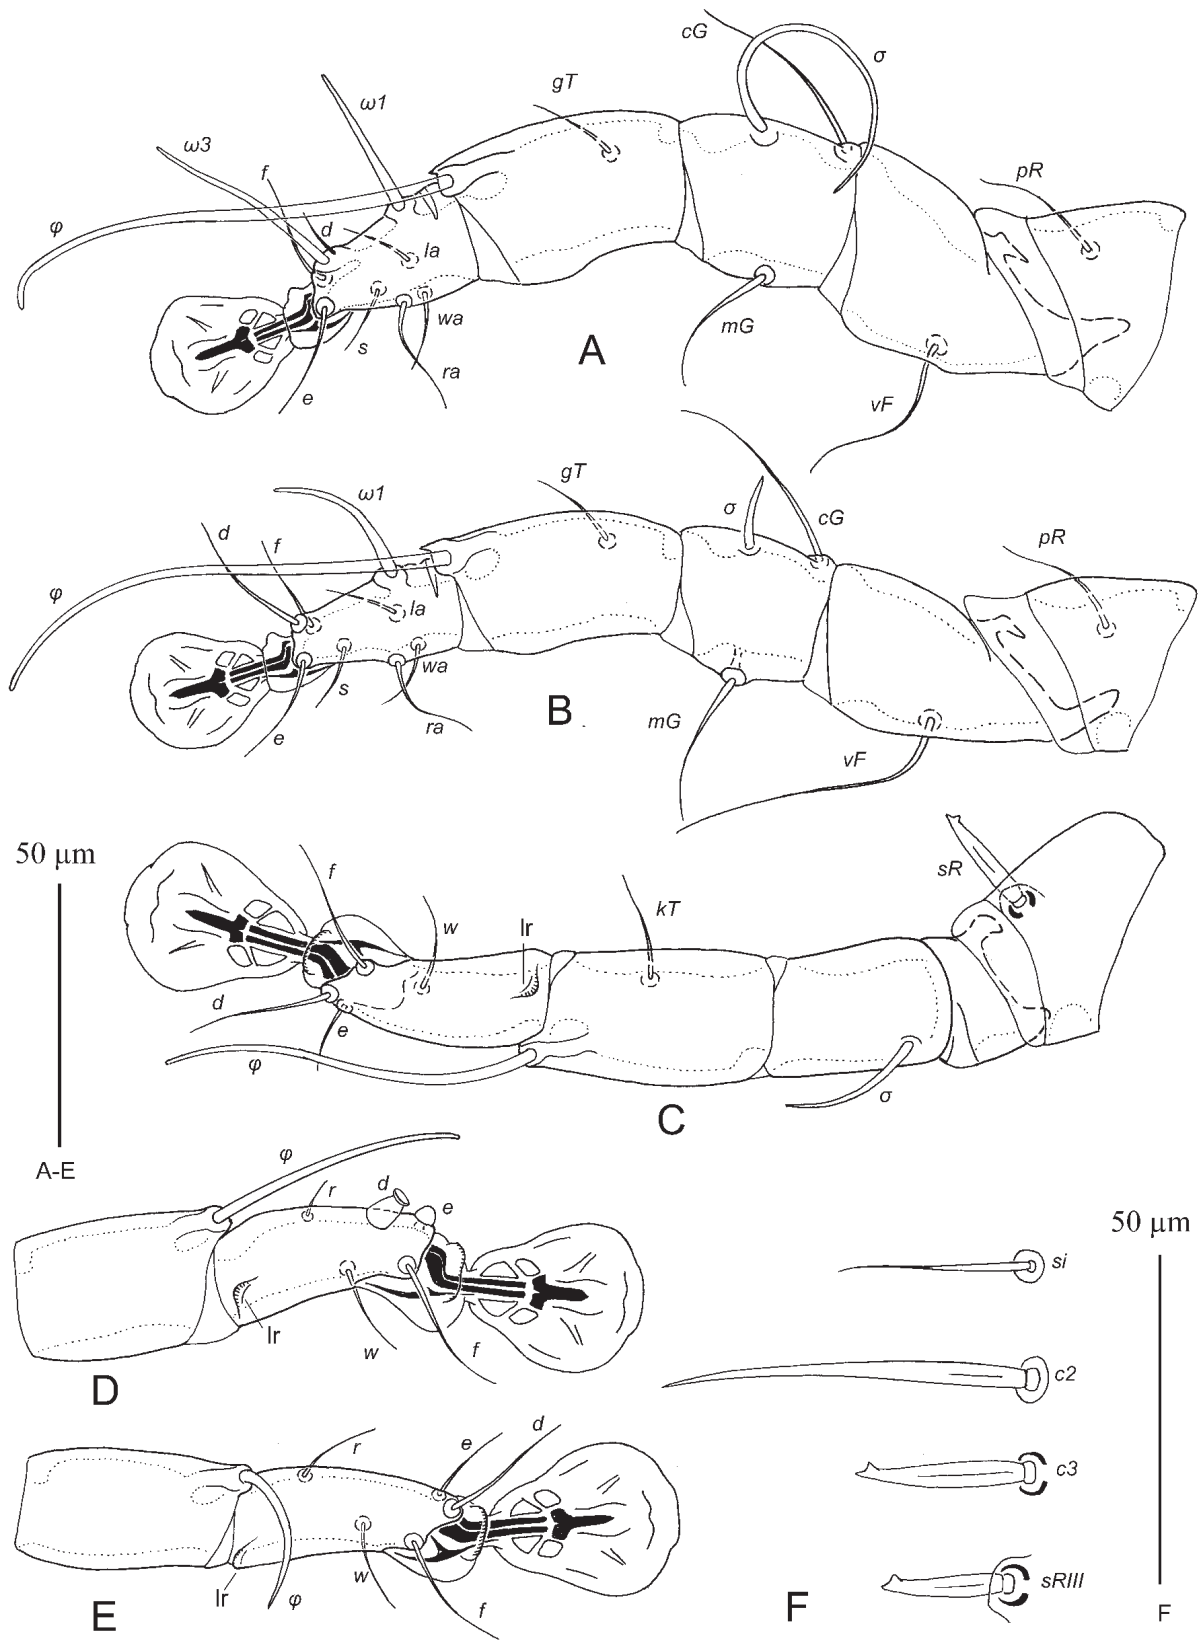 cG
σ
gT
ω1
ω3
f
pR
φ
d
la
wa
s
mG
A
ra
e
vF
gT
ω1
σ
cG
d
f
pR
φ
la
wa
s
B
mG
ra
e
vF
50 µm
sR
f
w
kT
lr
d
e
φ
σ
C
A-E
φ
r
d
e
50 µm
si
lr
w
f
c2
D
r
e
d
c3
w
lr
φ
f
sRIII
E
F
F